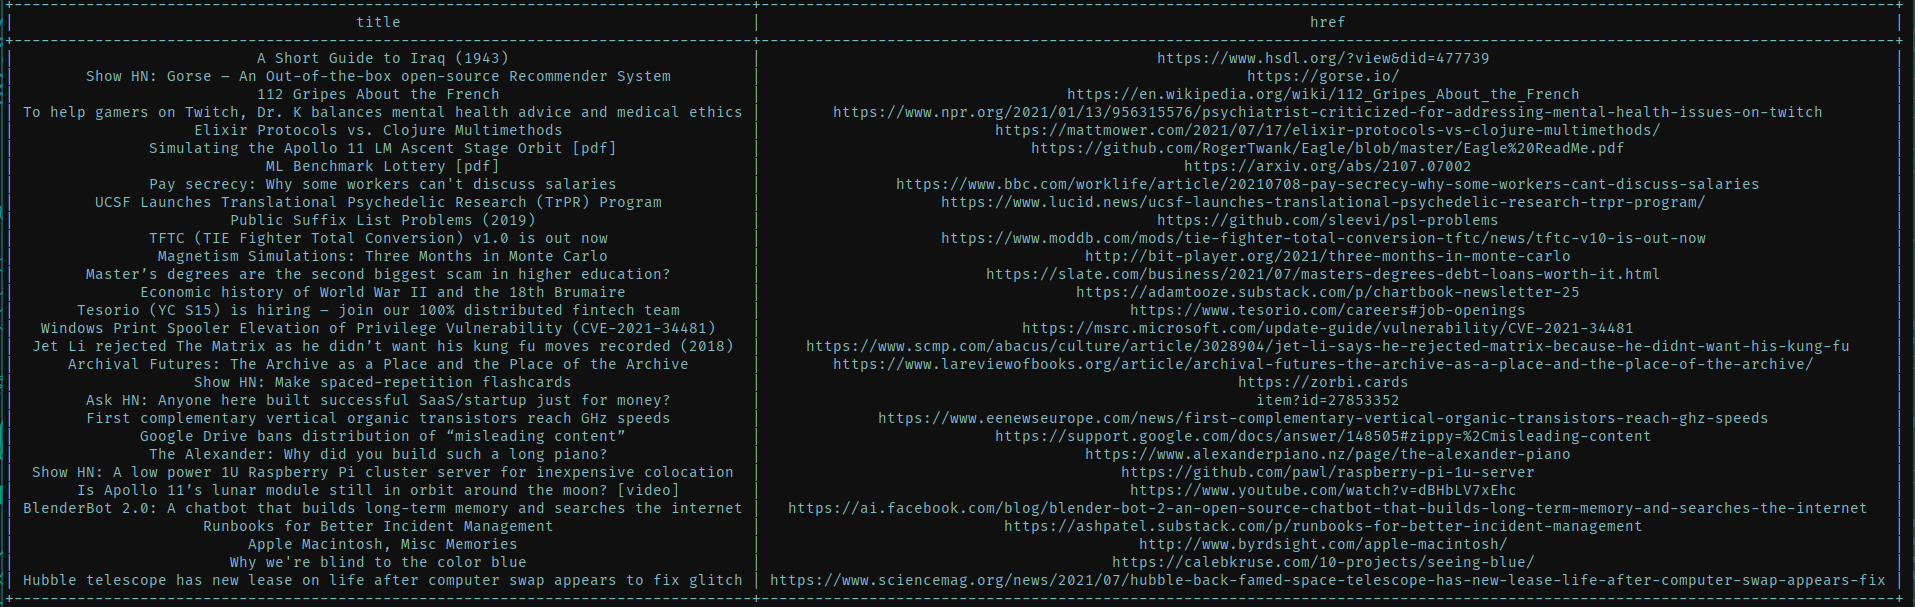 title | href
A Short Guide to Iraq (1943) | https://www.hsdl.org/?view&did=477739
Show HN: Gorse – An Out-of-the-box open-source Recommender System | https://gorse.io/
112 Gripes About the French | https://en.wikipedia.org/wiki/112_Gripes_About_the_French
To help gamers on Twitch, Dr. K balances mental health advice and medical ethics | https://www.npr.org/2021/01/13/956315576/psychiatrist-criticized-for-addressing-mental-health-issues-on-twitch
Elixir Protocols vs. Clojure Multimethods | https://mattmower.com/2021/07/17/elixir-protocols-vs-clojure-multimethods/
Simulating the Apollo 11 LM Ascent Stage Orbit [pdf] | https://github.com/RogerTwank/Eagle/blob/master/Eagle%20ReadMe.pdf
ML Benchmark Lottery [pdf] | https://arxiv.org/abs/2107.07002
Pay secrecy: Why some workers can't discuss salaries | https://www.bbc.com/worklife/article/20210708-pay-secrecy-why-some-workers-cant-discuss-salaries
UCSF Launches Translational Psychedelic Research (TrPR) Program | https://www.lucid.news/ucsf-launches-translational-psychedelic-research-trpr-program/
Public Suffix List Problems (2019) | https://github.com/sleevi/psl-problems
TFTC (TIE Fighter Total Conversion) v1.0 is out now | https://www.moddb.com/mods/tie-fighter-total-conversion-tftc/news/tftc-v10-is-out-now
Magnetism Simulations: Three Months in Monte Carlo | http://bit-player.org/2021/three-months-in-monte-carlo
Master’s degrees are the second biggest scam in higher education? | https://slate.com/business/2021/07/masters-degrees-debt-loans-worth-it.html
Economic history of World War II and the 18th Brumaire | https://adamtooze.substack.com/p/chartbook-newsletter-25
Tesorio (YC S15) is hiring – join our 100% distributed fintech team | https://www.tesorio.com/careers#job-openings
Windows Print Spooler Elevation of Privilege Vulnerability (CVE-2021-34481) | https://msrc.microsoft.com/update-guide/vulnerability/CVE-2021-34481
Jet Li rejected The Matrix as he didn’t want his kung fu moves recorded (2018) | https://www.scmp.com/abacus/culture/article/3028904/jet-li-says-he-rejected-matrix-because-he-didnt-want-his-kung-fu
Archival Futures: The Archive as a Place and the Place of the Archive | https://www.lareviewofbooks.org/article/archival-futures-the-archive-as-a-place-and-the-place-of-the-archive/
Show HN: Make spaced-repetition flashcards | https://zorbi.cards
Ask HN: Anyone here built successful SaaS/startup just for money? | item?id=27853352
First complementary vertical organic transistors reach GHz speeds | https://www.eenewseurope.com/news/first-complementary-vertical-organic-transistors-reach-ghz-speeds
Google Drive bans distribution of “misleading content” | https://support.google.com/docs/answer/148505#zippy=%2Cmisleading-content
The Alexander: Why did you build such a long piano? | https://www.alexanderpiano.nz/page/the-alexander-piano
Show HN: A low power 1U Raspberry Pi cluster server for inexpensive colocation | https://github.com/pawl/raspberry-pi-1u-server
Is Apollo 11’s lunar module still in orbit around the moon? [video] | https://www.youtube.com/watch?v=dBHbLV7xEhc
BlenderBot 2.0: A chatbot that builds long-term memory and searches the internet | https://ai.facebook.com/blog/blender-bot-2-an-open-source-chatbot-that-builds-long-term-memory-and-searches-the-internet
Runbooks for Better Incident Management | https://ashpatel.substack.com/p/runbooks-for-better-incident-management
Apple Macintosh, Misc Memories | http://www.byrdsight.com/apple-macintosh/
Why we're blind to the color blue | https://calebkruse.com/10-projects/seeing-blue/
Hubble telescope has new lease on life after computer swap appears to fix glitch | https://www.sciencemag.org/news/2021/07/hubble-back-famed-space-telescope-has-new-lease-life-after-computer-swap-appears-fix